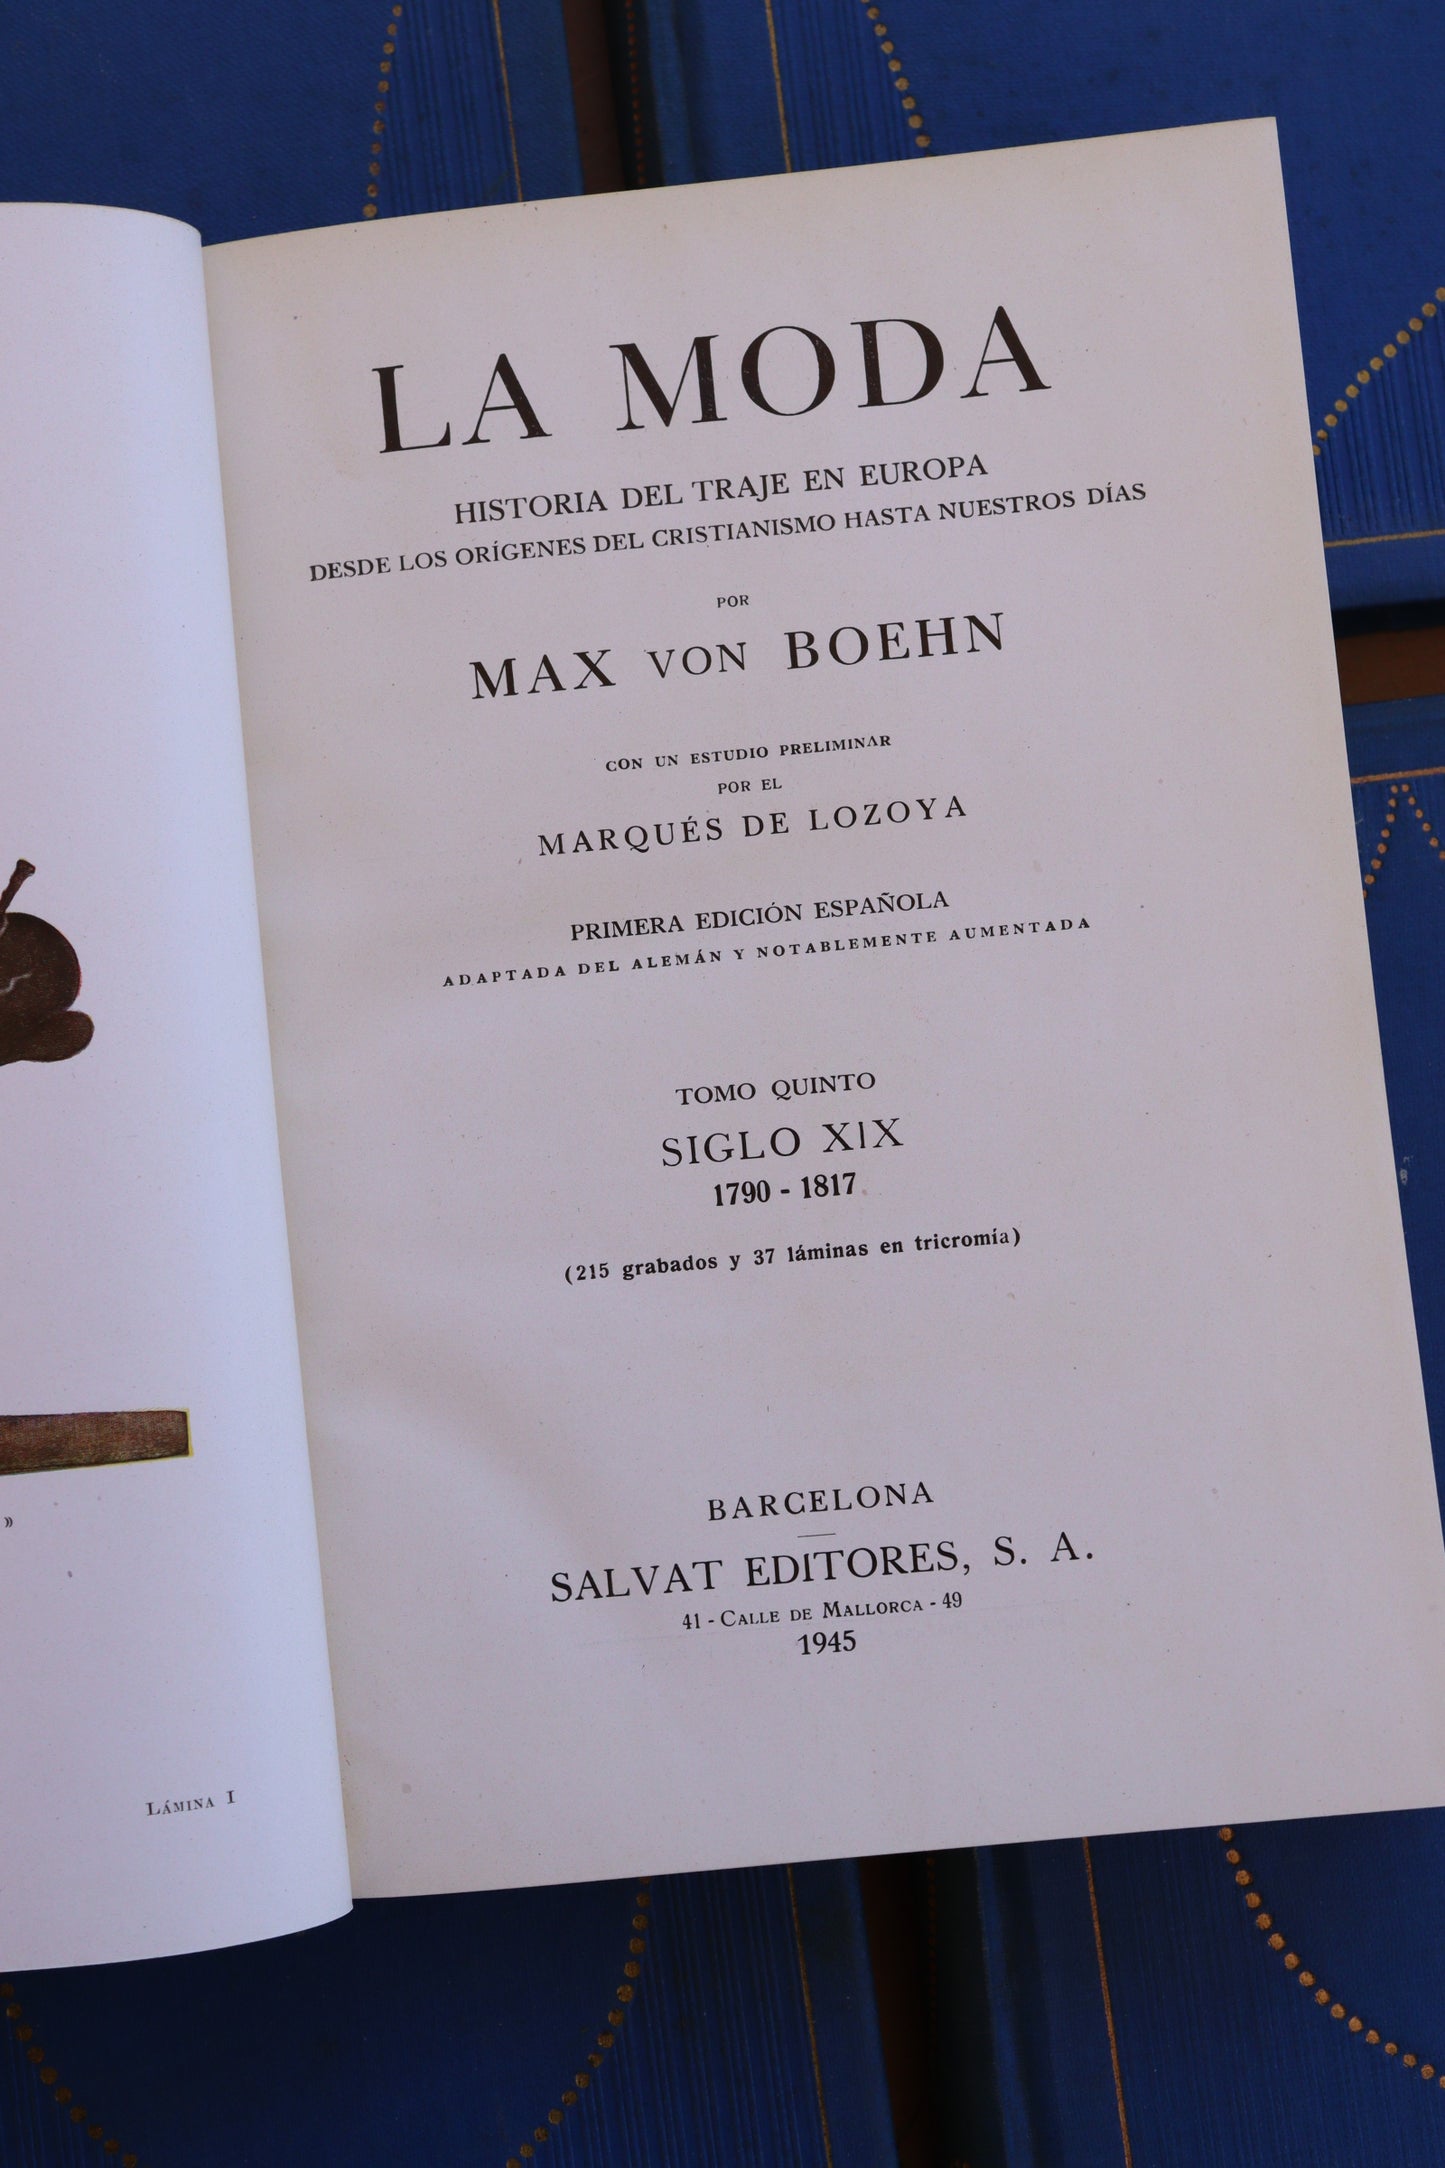 »
LÁMINA I
LA MODA
HISTORIA DEL TRAJE EN EUROPA
DESDE LOS ORÍGENES DEL CRISTIANISMO HASTA NUESTROS DÍAS
POR
MAX VON BOEHN
CON UN ESTUDIO PRELIMINAR
POR EL
MARQUÉS DE LOZOYA
PRIMERA EDICIÓN ESPAÑOLA
ADAPTADA DEL ALEMÁN Y NOTABLEMENTE AUMENTADA
TOMO QUINTO
SIGLO XIX
1790 - 1817
(215 grabados y 37 láminas en tricromía)
BARCELONA
SALVAT EDITORES, S. A.
41 - CALLE DE MALLORCA - 49
1945